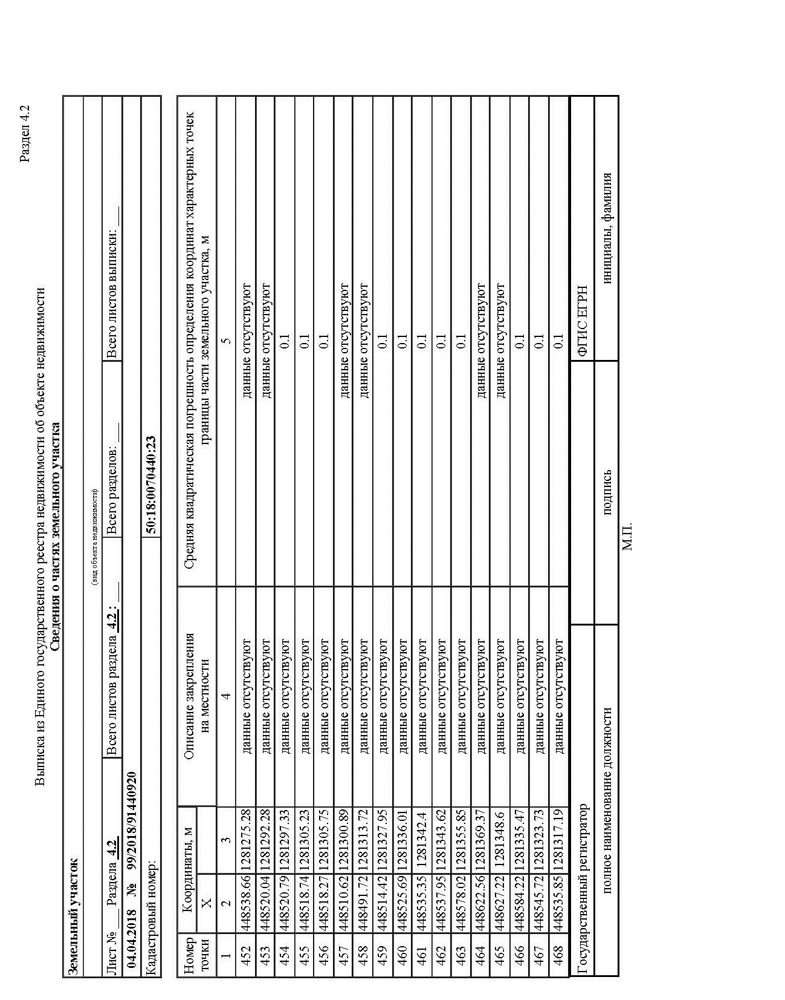 Раздел 4.2
Выписка из Единого государственного реестра недвижимости об объекте недвижимости
Сведения о частях земельного участка
Земельный участок
(вид объекта недвижимости)
Лист № ___ Раздела 4.2 Всего листов раздела 4.2 : ___ Всего разделов: ___ Всего листов выписки: ___
04.04.2018 № 99/2018/91440920
Кадастровый номер: 50:18:0070440:23
Номер точки Координаты, м Описание закрепления на местности Средняя квадратическая погрешность определения координат характерных точек границы части земельного участка, м
X
1 2 3 4 5
452 448538.66 1281275.28 данные отсутствуют данные отсутствуют
453 448520.04 1281292.28 данные отсутствуют данные отсутствуют
454 448520.79 1281297.33 данные отсутствуют 0.1
455 448518.74 1281305.23 данные отсутствуют 0.1
456 448518.27 1281305.75 данные отсутствуют 0.1
457 448510.62 1281300.89 данные отсутствуют данные отсутствуют
458 448491.72 1281313.72 данные отсутствуют данные отсутствуют
459 448514.42 1281327.95 данные отсутствуют 0.1
460 448525.69 1281336.01 данные отсутствуют 0.1
461 448535.35 1281342.4 данные отсутствуют 0.1
462 448537.95 1281343.62 данные отсутствуют 0.1
463 448578.02 1281355.85 данные отсутствуют 0.1
464 448622.56 1281369.37 данные отсутствуют данные отсутствуют
465 448627.22 1281348.6 данные отсутствуют данные отсутствуют
466 448584.22 1281335.47 данные отсутствуют 0.1
467 448545.72 1281323.73 данные отсутствуют 0.1
468 448535.85 1281317.19 данные отсутствуют 0.1
Государственный регистратор ФГИС ЕГРН
полное наименование должности подпись инициалы, фамилия
М.П.